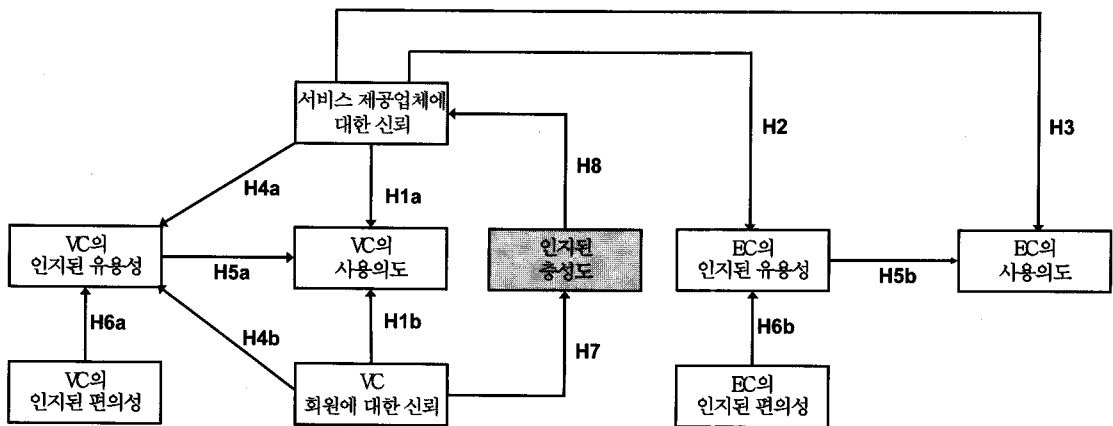 서비스 제공업체에
대한 신뢰
H2
H3
H8
H4a
H1a
VC의
인지된 유용성
VC의
사용의도
인지된
충성도
EC의
인지된 유용성
EC의
사용의도
H5a
H5b
H6a
H4b
H1b
H7
H6b
VC의
인지된 편의성
VC
회원에 대한 신뢰
EC의
인지된 편의성